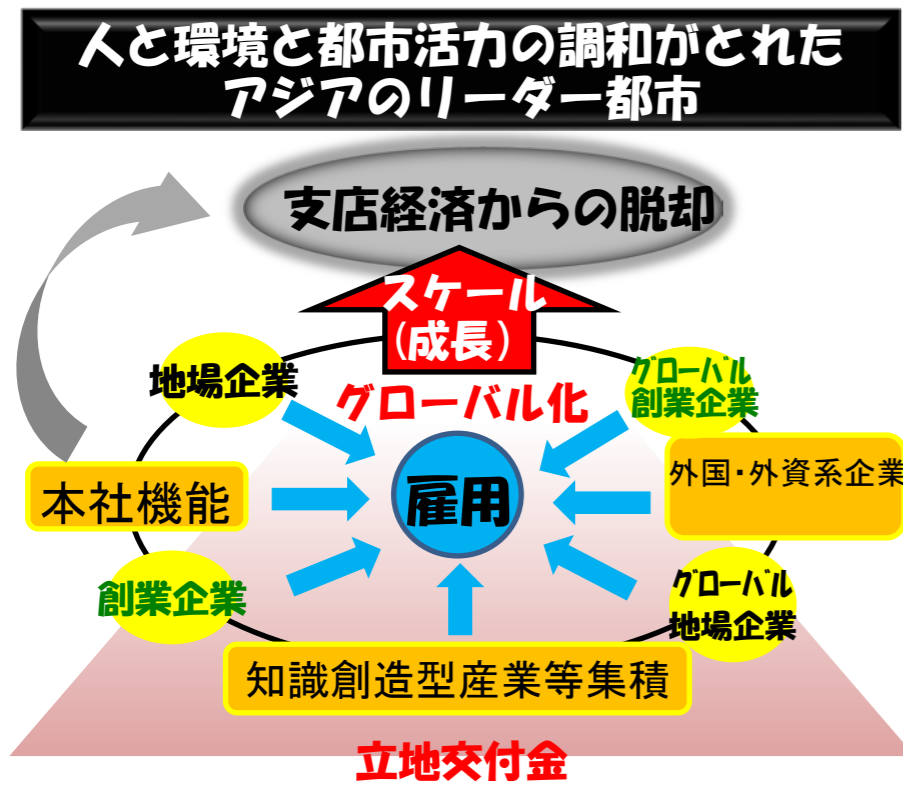 人と環境と都市活力の調和がとれた
アジアのリーダー都市
支店経済からの脱却
スケール
(成長)
グローバル化
地場企業
グローバル
創業企業
本社機能
雇用
外国・外資系企業
創業企業
グローバル
地場企業
知識創造型産業等集積
立地交付金